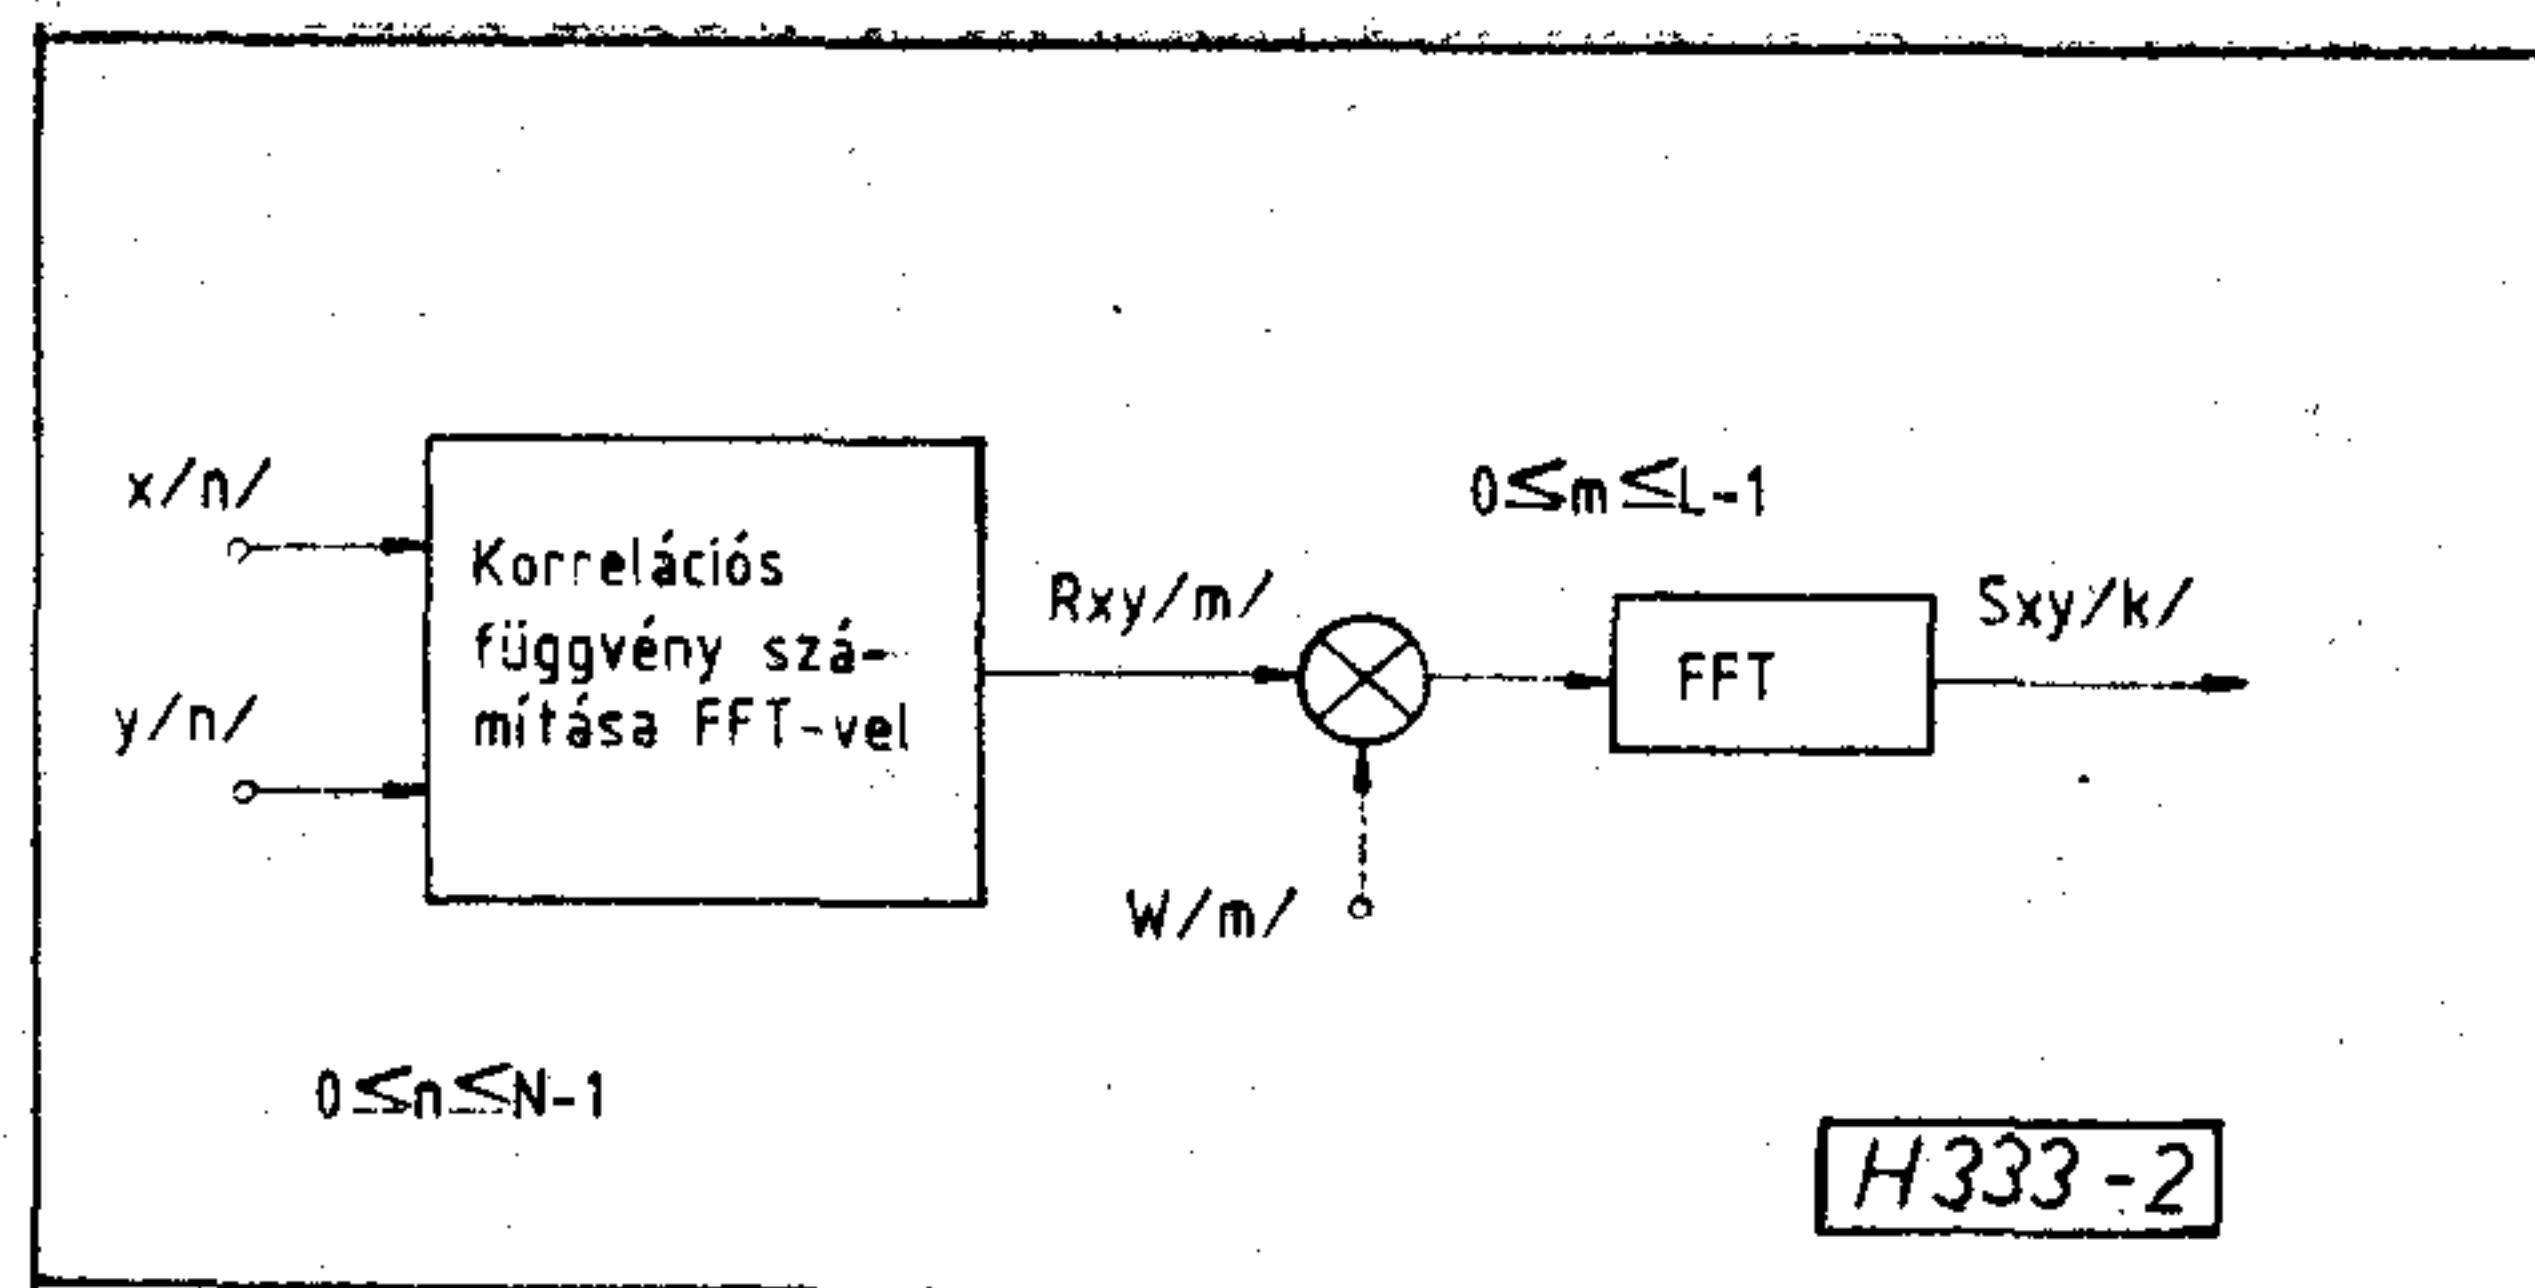 x/n/
y/n/
Korrelációs
függvény szá-
mítása FFT-vel
0≤n≤N-1
Rxy/m/
W/m/
0≤m≤L-1
FFT
Sxy/k/
H333-2